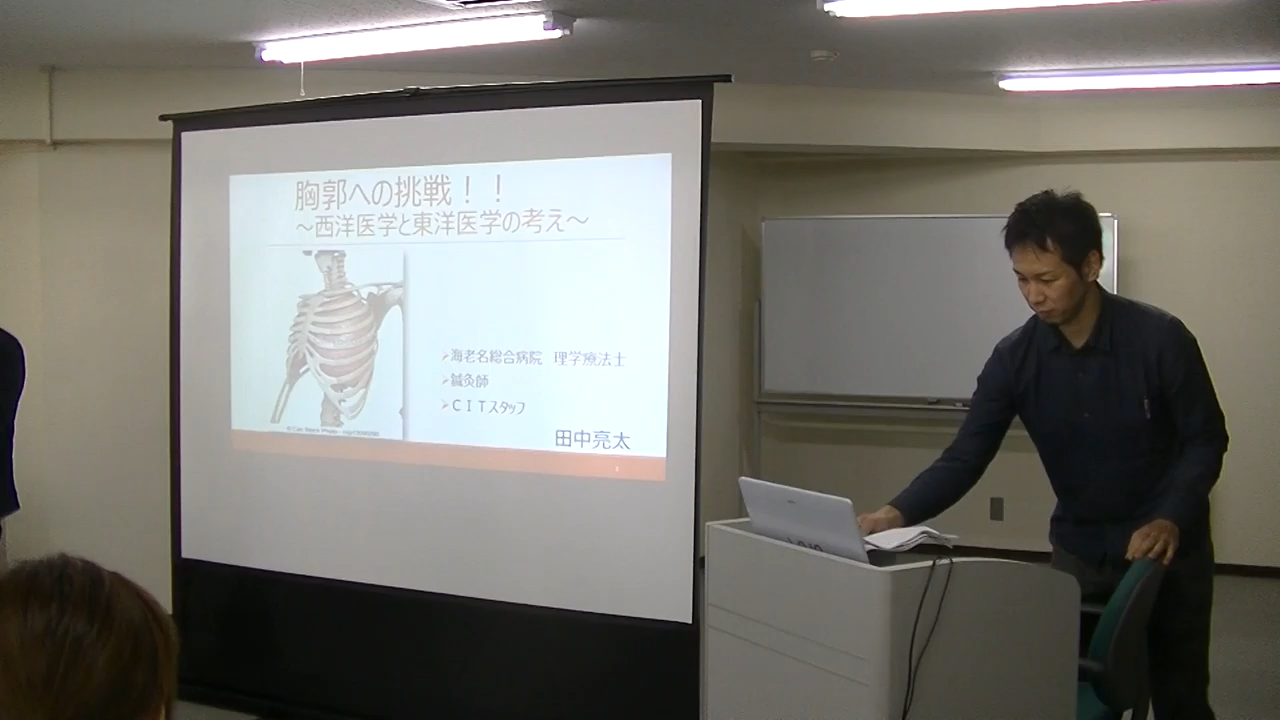 胸郭への挑戦！！
～西洋医学と東洋医学の考え～
➢海老名総合病院　理学療法士
➢鍼灸師
➢ＣＩＴスタッフ
田中亮太